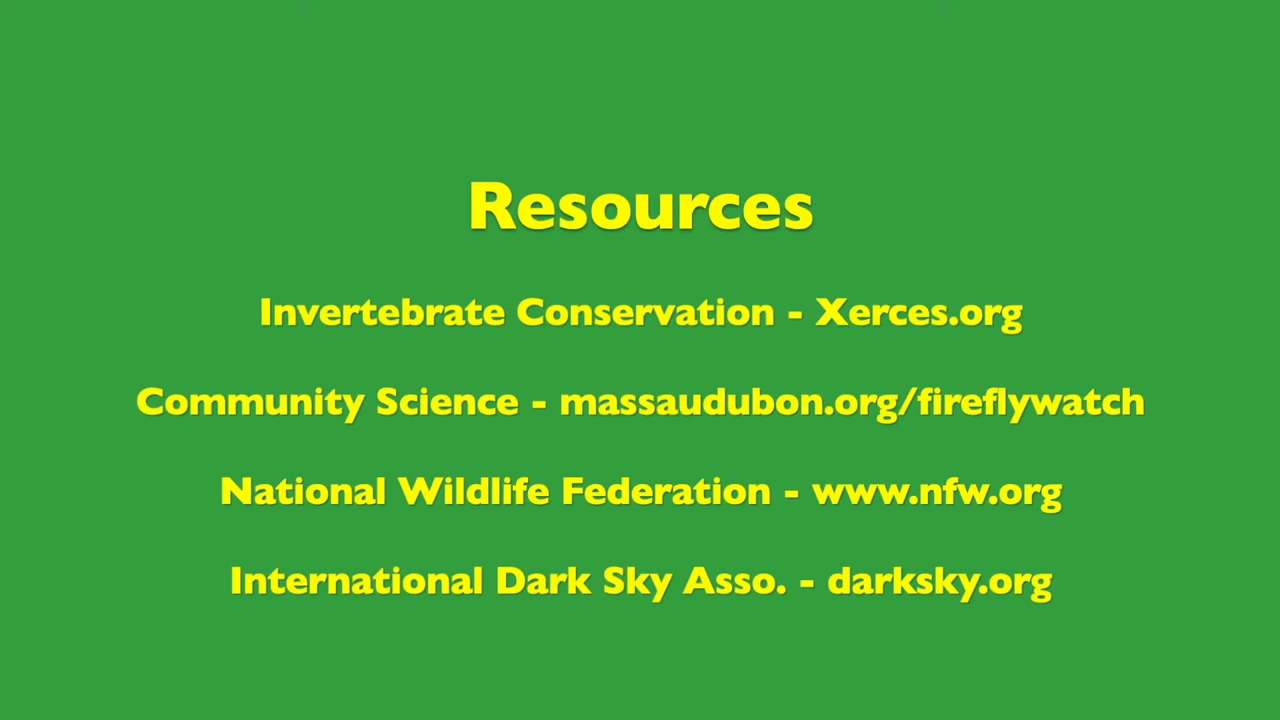 Resources
Invertebrate Conservation - Xerces.org
Community Science - massaudubon.org/fireflywatch
National Wildlife Federation - www.nfw.org
International Dark Sky Asso. - darksky.org